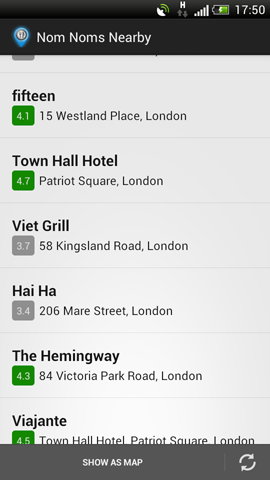 H 17:50
Nom Noms Nearby
fifteen
4.1 15 Westland Place, London
Town Hall Hotel
4.7 Patriot Square, London
Viet Grill
3.7 58 Kingsland Road, London
Hai Ha
3.4 206 Mare Street, London
The Hemingway
4.3 84 Victoria Park Road, London
Viajante
4.5 Town Hall Hotel, Patriot Square, London
SHOW AS MAP